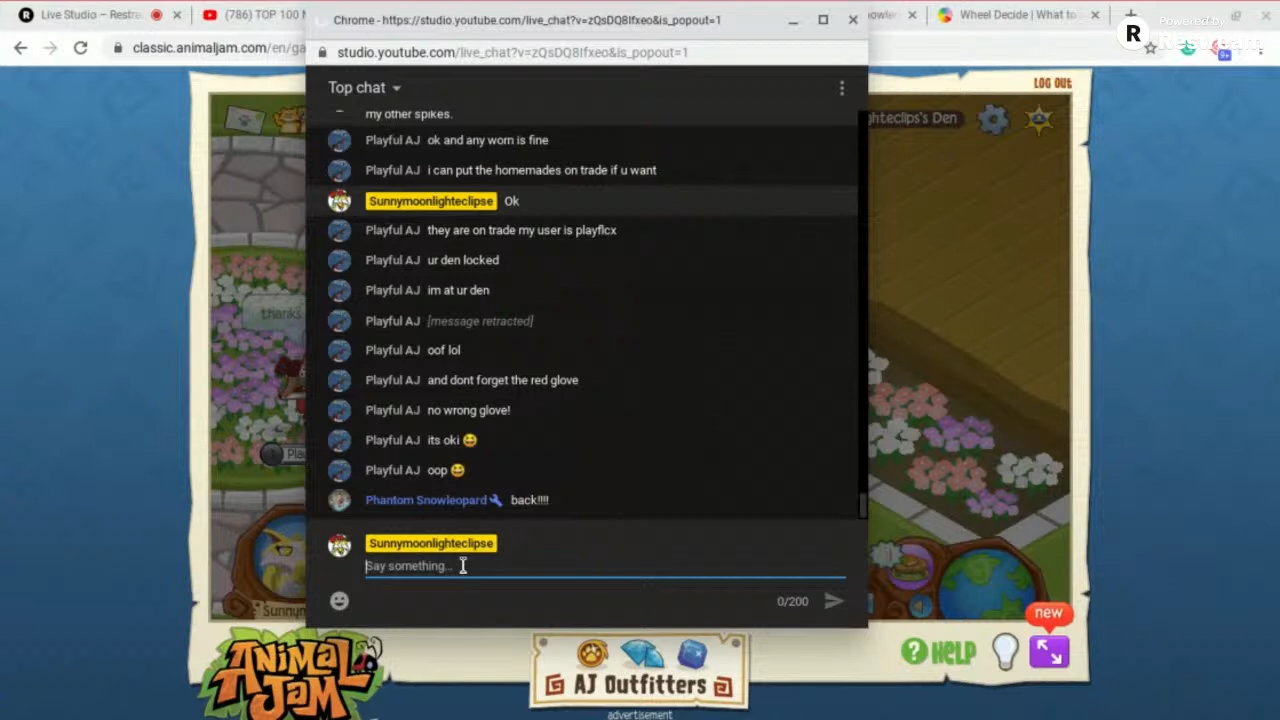 Live Studio – Restre
(786) TOP 100
Chrome - https://studio.youtube.com/live_chat?v=zQsDQ8Ifxeo&is_popout=1
Wheel Decide | What to
Powered by
Restream
classic.animaljam.com/en/ga
studio.youtube.com/live_chat?v=zQsDQ8Ifxeo&is_popout=1
9+
LOG OUT
Top chat
my other spikes.
ghteclips's Den
Playful AJ ok and any worn is fine
Playful AJ i can put the homemades on trade if u want
Sunnymoonlighteclipse Ok
Playful AJ they are on trade my user is playflcx
Playful AJ ur den locked
Playful AJ im at ur den
thanks
Playful AJ [message retracted]
Playful AJ oof lol
Playful AJ and dont forget the red glove
Playful AJ no wrong glove!
Playful AJ its oki 😅
Playful AJ oop 😅
Phantom Snowleopard back!!!!
Sunnymoonlighteclipse
Say something...
0/200
Sunnym
new
HELP
ANIMAL
JAM
AJ Outfitters
advertisement